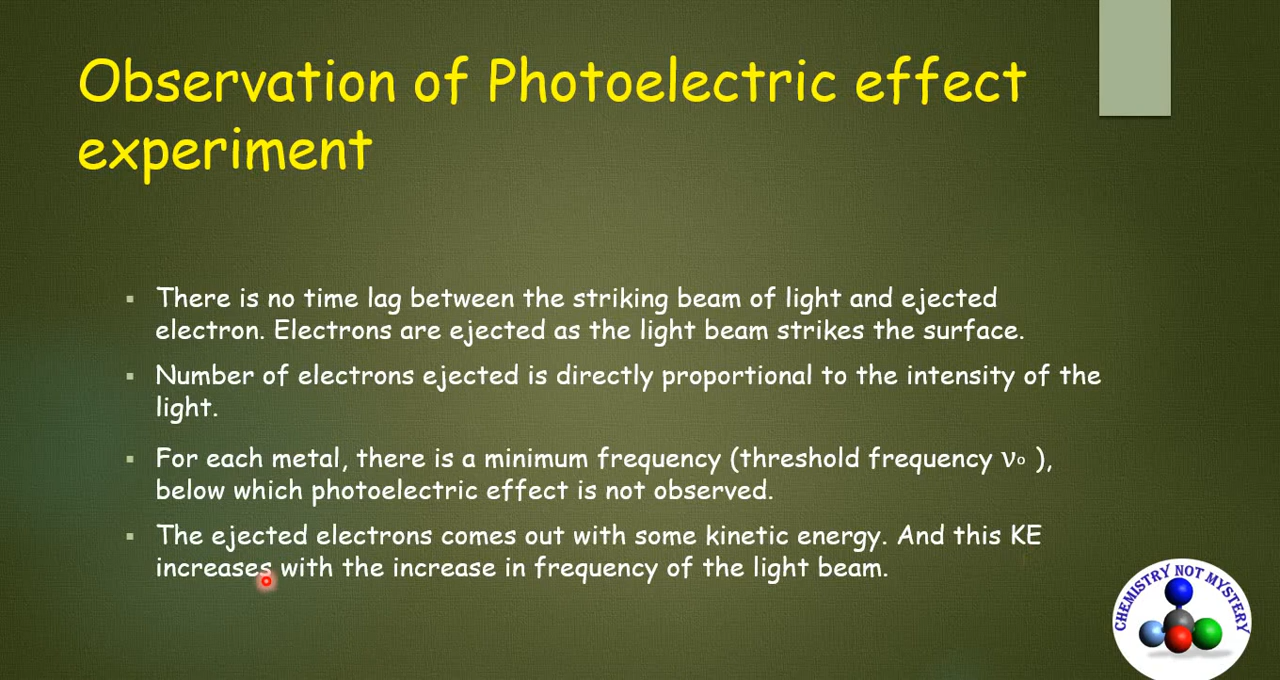 Observation of Photoelectric effect
experiment
▪ There is no time lag between the striking beam of light and ejected
electron. Electrons are ejected as the light beam strikes the surface.
▪ Number of electrons ejected is directly proportional to the intensity of the
light.
▪ For each metal, there is a minimum frequency (threshold frequency ν₀ ),
below which photoelectric effect is not observed.
▪ The ejected electrons comes out with some kinetic energy. And this KE
increases with the increase in frequency of the light beam.
CHEMISTRY NOT MYSTERY